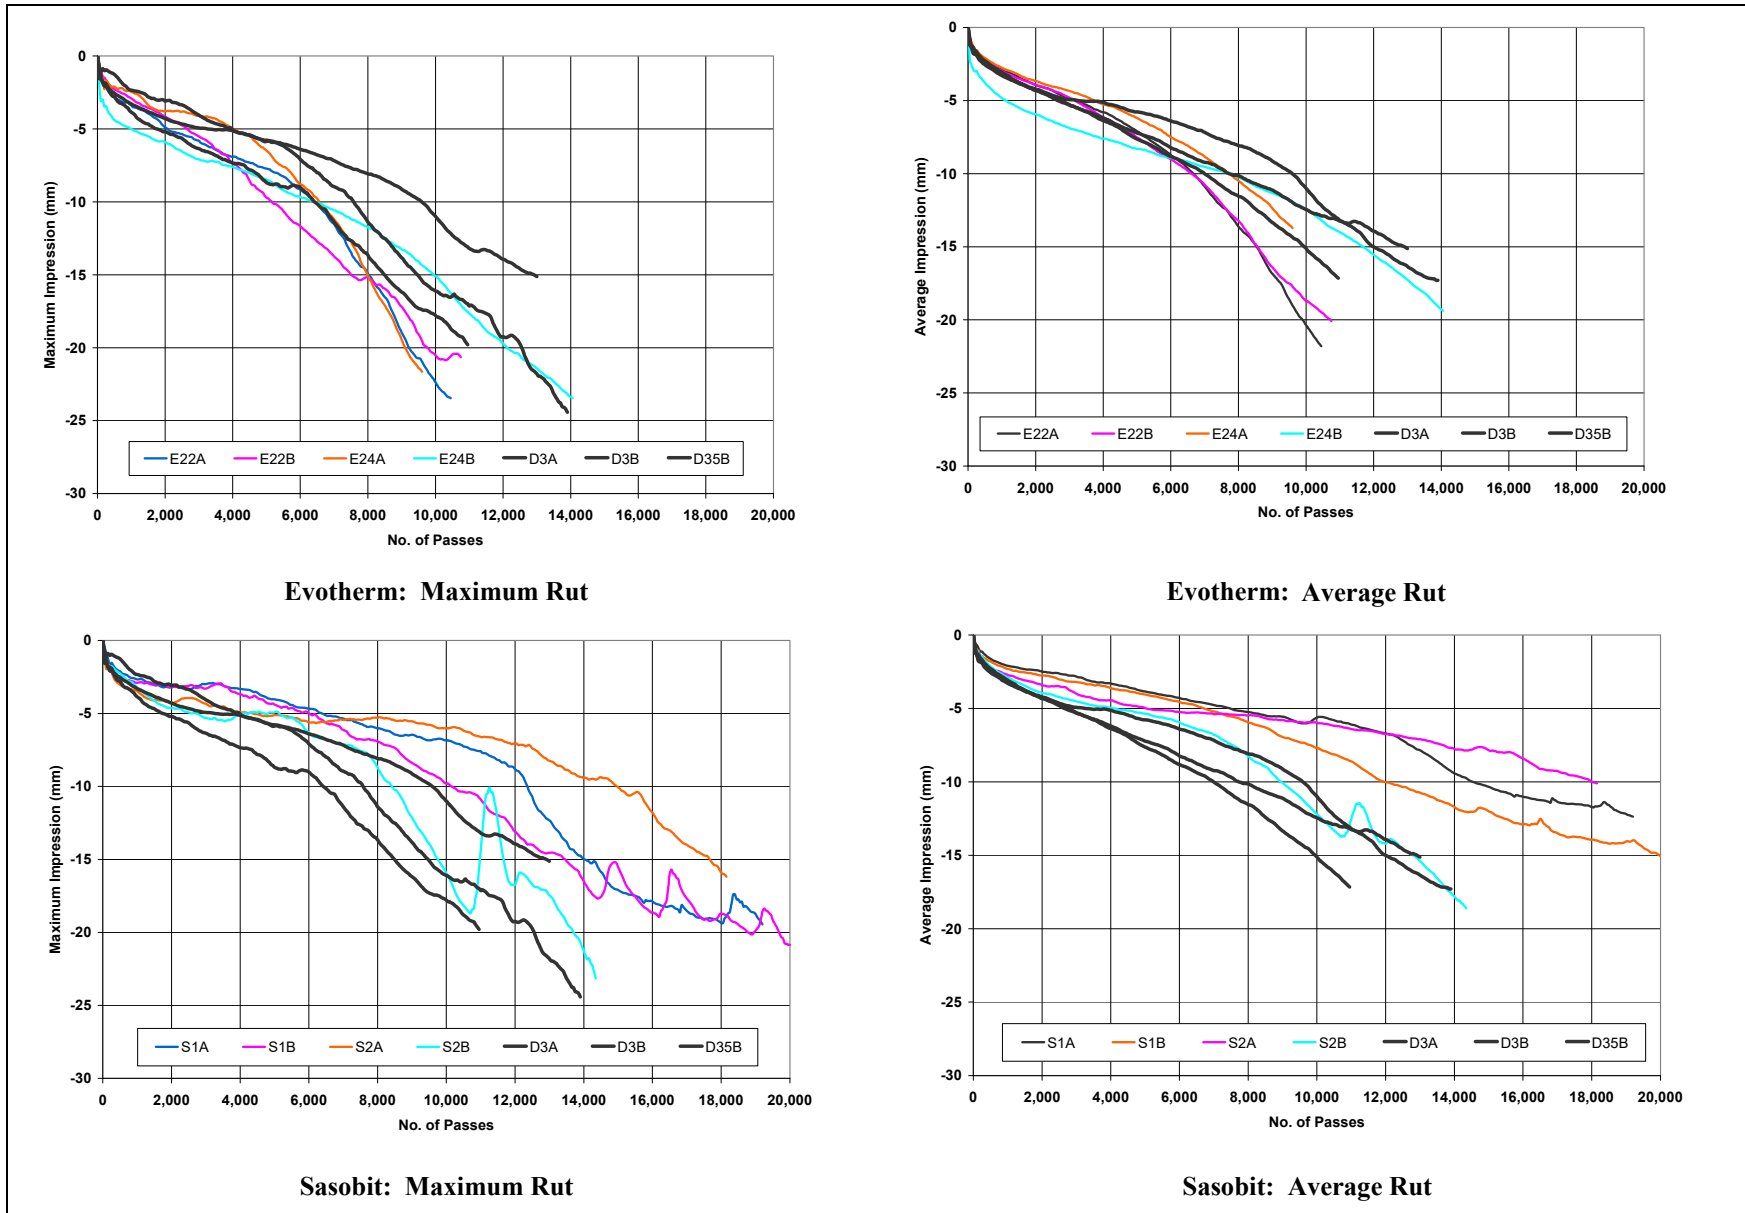 0
-5
-10
-15
-20
-25
-30
Maximum Impression (mm)
E22A E22B E24A E24B D3A D3B D35B
0 2,000 4,000 6,000 8,000 10,000 12,000 14,000 16,000 18,000 20,000
No. of Passes
Evotherm: Maximum Rut
0
-5
-10
-15
-20
-25
-30
Average Impression (mm)
E22A E22B E24A E24B D3A D3B D35B
0 2,000 4,000 6,000 8,000 10,000 12,000 14,000 16,000 18,000 20,000
No. of Passes
Evotherm: Average Rut
0
-5
-10
-15
-20
-25
-30
Maximum Impression (mm)
S1A S1B S2A S2B D3A D3B D35B
0 2,000 4,000 6,000 8,000 10,000 12,000 14,000 16,000 18,000 20,000
No. of Passes
Sasobit: Maximum Rut
0
-5
-10
-15
-20
-25
-30
Average Impression (mm)
S1A S1B S2A S2B D3A D3B D35B
0 2,000 4,000 6,000 8,000 10,000 12,000 14,000 16,000 18,000 20,000
No. of Passes
Sasobit: Average Rut